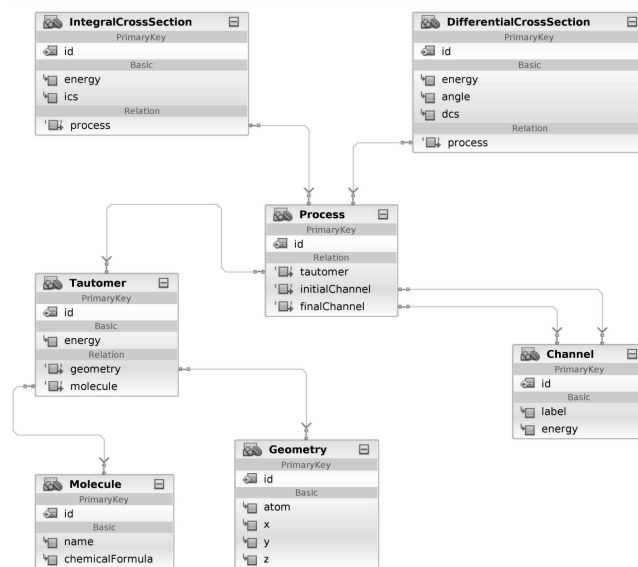 IntegralCrossSection
PrimaryKey
id
Basic
energy
ics
Relation
process
DifferentialCrossSection
PrimaryKey
id
Basic
energy
angle
dcs
Relation
process
Process
PrimaryKey
id
Relation
tautomer
initialChannel
finalChannel
Tautomer
PrimaryKey
id
Basic
energy
Relation
geometry
molecule
Channel
PrimaryKey
id
Basic
label
energy
Molecule
PrimaryKey
id
Basic
name
chemicalFormula
Geometry
PrimaryKey
id
Basic
atom
x
y
z